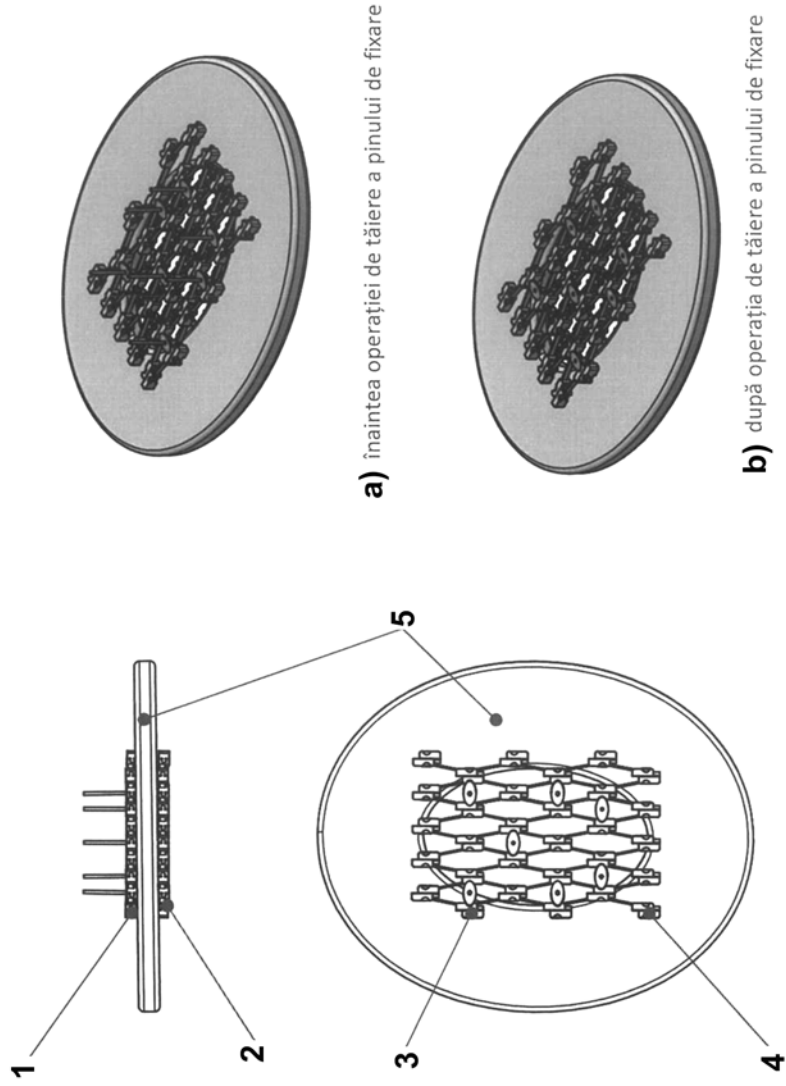 1
2
3
4
5
a) înaintea operației de tăiere a pinului de fixare
b) după operația de tăiere a pinului de fixare